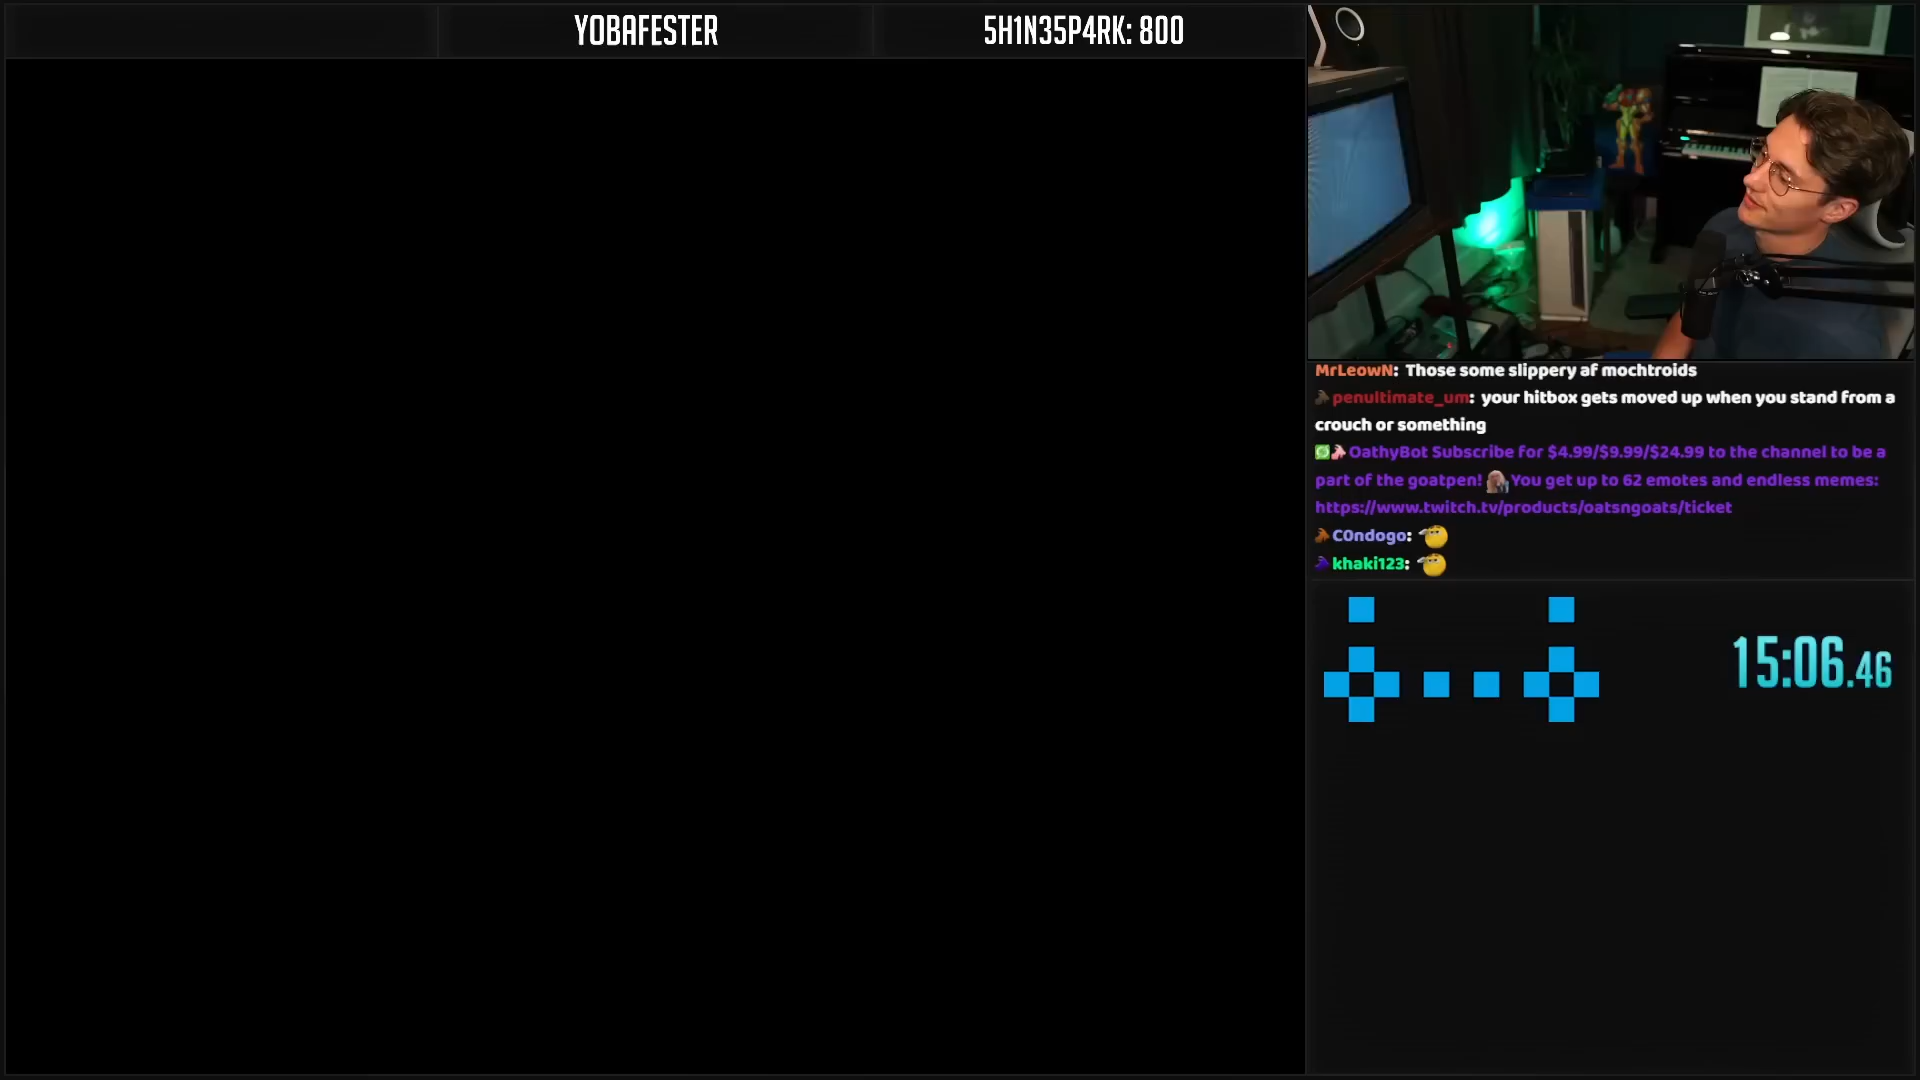 YOBAFESTER
5H1N35P4RK: 800
MrLeowN: Those some slippery af mochtroids
penultimate_um: your hitbox gets moved up when you stand from a
crouch or something
OathyBot Subscribe for $4.99/$9.99/$24.99 to the channel to be a
part of the goatpen! You get up to 62 emotes and endless memes:
https://www.twitch.tv/products/oatsngoats/ticket
C0ndogo:
khaki123:
15:06.46